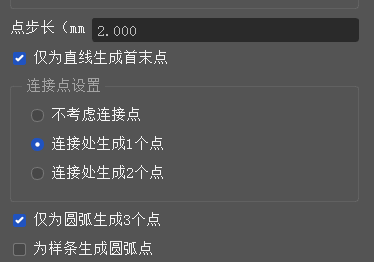 点步长（mm 2.000
仅为直线生成首末点
连接点设置
不考虑连接点
连接处生成1个点
连接处生成2个点
仅为圆弧生成3个点
为样条生成圆弧点